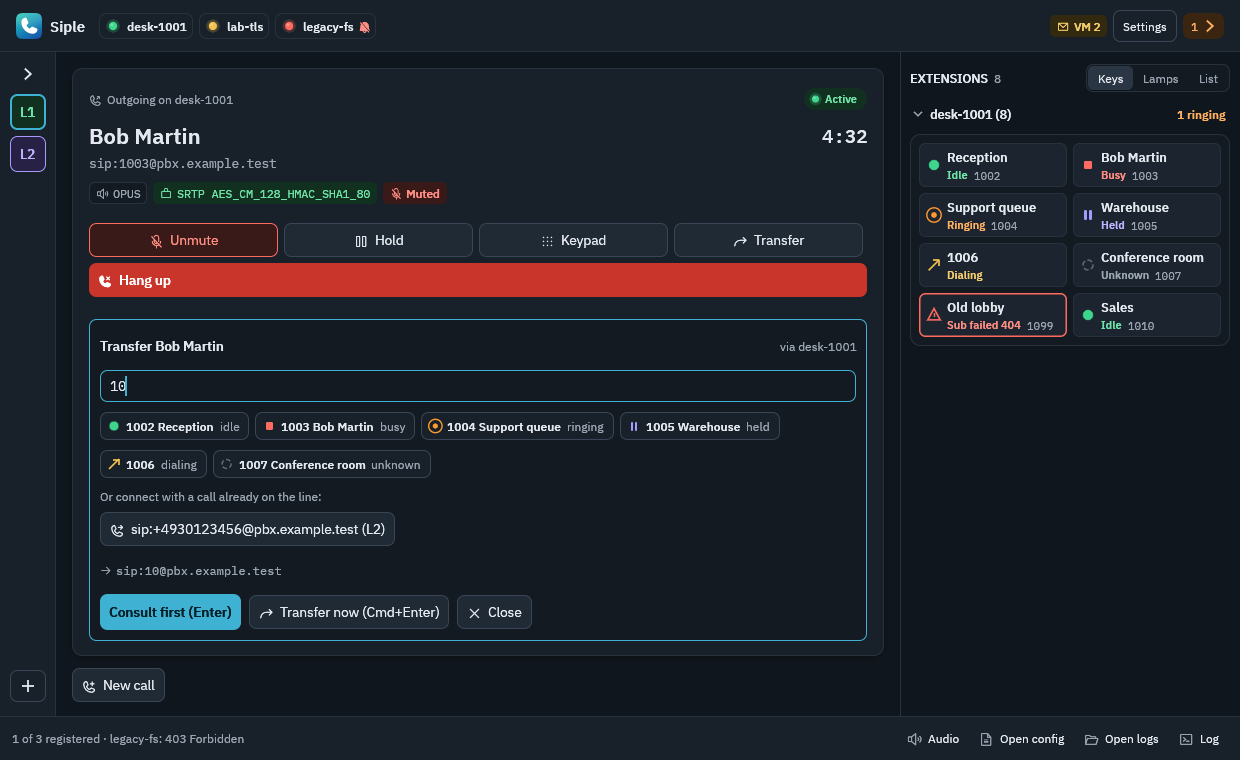 Siple desk-1001 lab-tls legacy-fs VM 2 Settings 1
L1
L2
Outgoing on desk-1001 Active
Bob Martin 4:32
sip:1003@pbx.example.test
OPUS SRTP AES_CM_128_HMAC_SHA1_80 Muted
Unmute Hold Keypad Transfer
Hang up
Transfer Bob Martin via desk-1001
10
1002 Reception idle 1003 Bob Martin busy 1004 Support queue ringing 1005 Warehouse held
1006 dialing 1007 Conference room unknown
Or connect with a call already on the line:
sip:+4930123456@pbx.example.test (L2)
→ sip:10@pbx.example.test
Consult first (Enter) Transfer now (Cmd+Enter) Close
New call
EXTENSIONS 8 Keys Lamps List
desk-1001 (8) 1 ringing
Reception Bob Martin
Idle 1002 Busy 1003
Support queue Warehouse
Ringing 1004 Held 1005
1006 Conference room
Dialing Unknown 1007
Old lobby Sales
Sub failed 404 1099 Idle 1010
1 of 3 registered · legacy-fs: 403 Forbidden Audio Open config Open logs Log